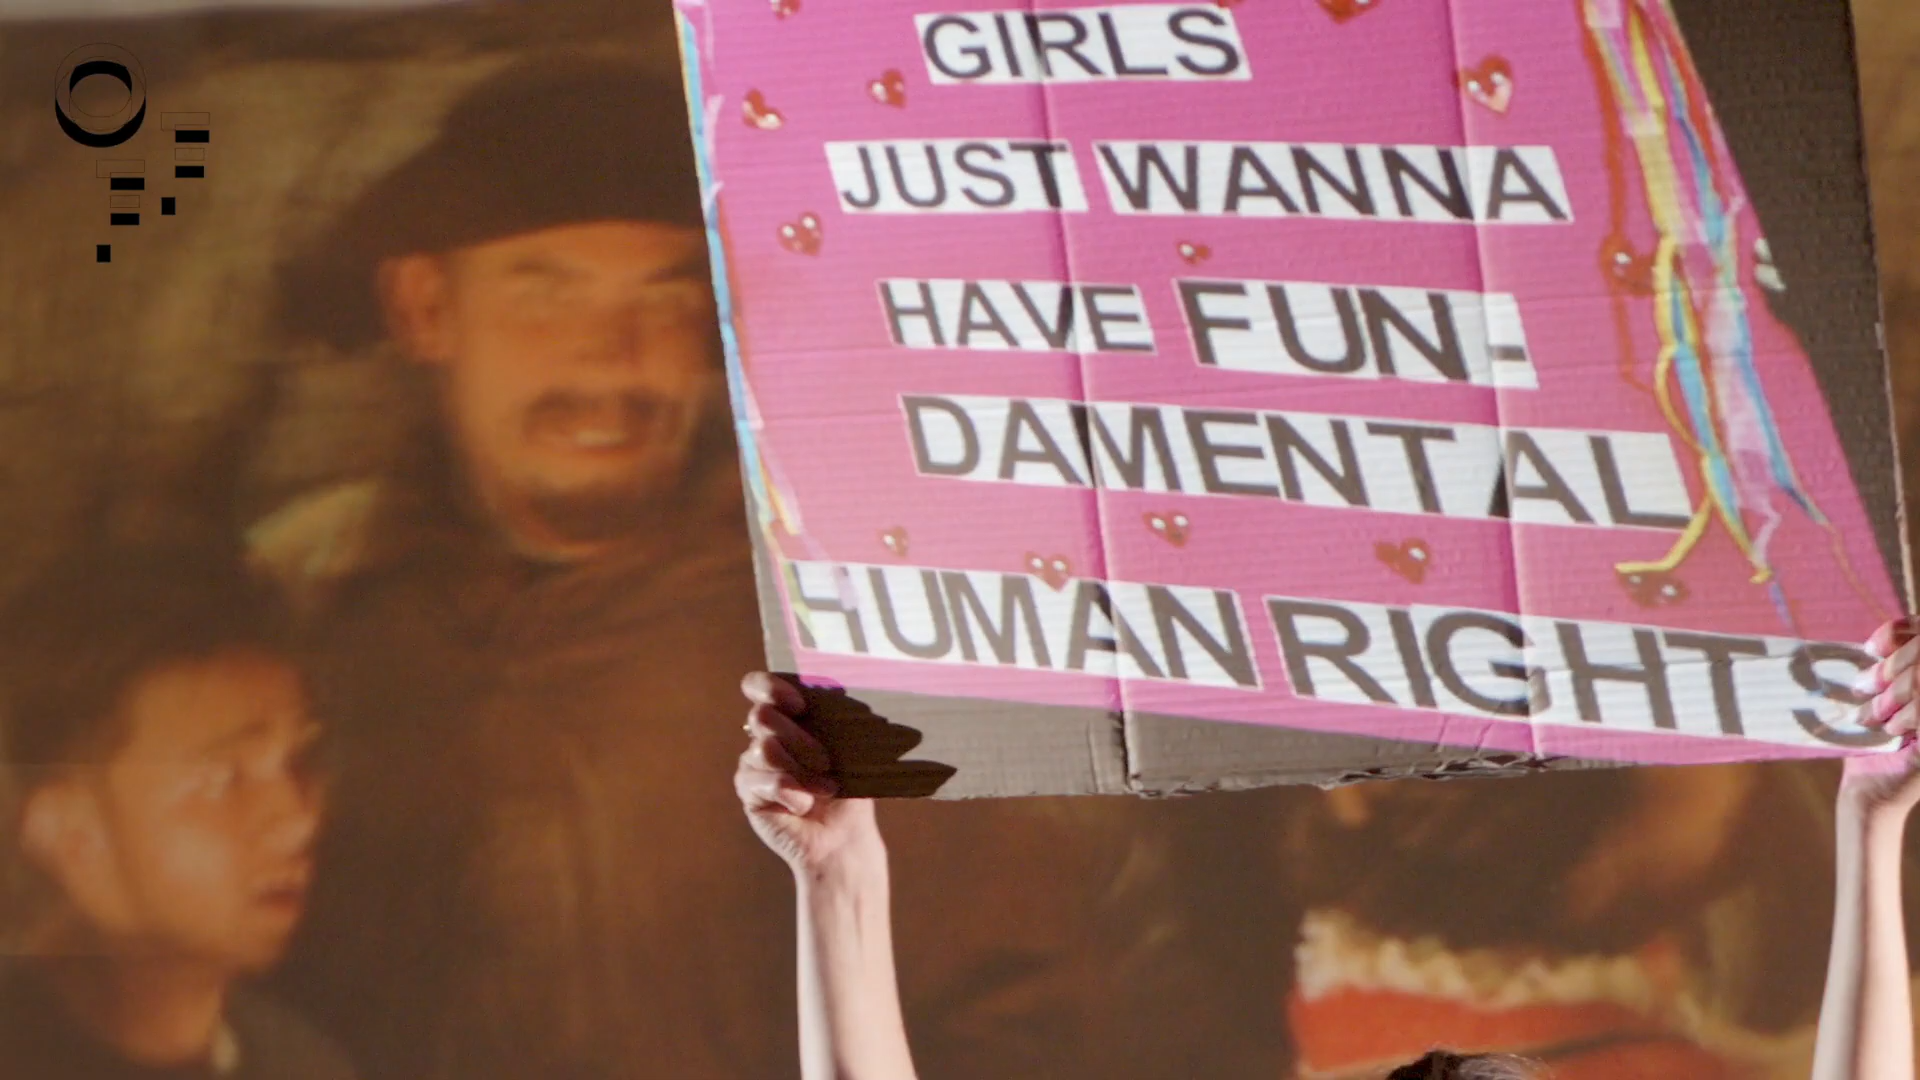 GIRLS
JUST WANNA
HAVE FUN-
DAMENTAL
HUMAN RIGHTS